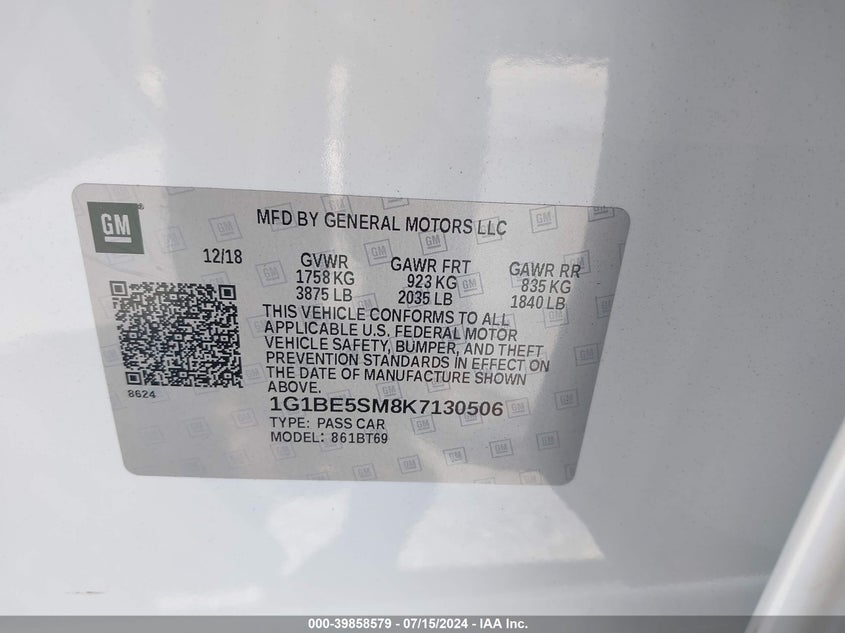 GM
MFD BY GENERAL MOTORS LLC
12/18
GVWR
1758 KG
3875 LB
GAWR FRT
923 KG
2035 LB
GAWR RR
835 KG
1840 LB
THIS VEHICLE CONFORMS TO ALL
APPLICABLE U.S. FEDERAL MOTOR
VEHICLE SAFETY, BUMPER, AND THEFT
PREVENTION STANDARDS IN EFFECT ON
THE DATE OF MANUFACTURE SHOWN
ABOVE.
8624
1G1BE5SM8K7130506
TYPE: PASS CAR
MODEL: 861BT69
000-39858579 - 07/15/2024 - IAA Inc.